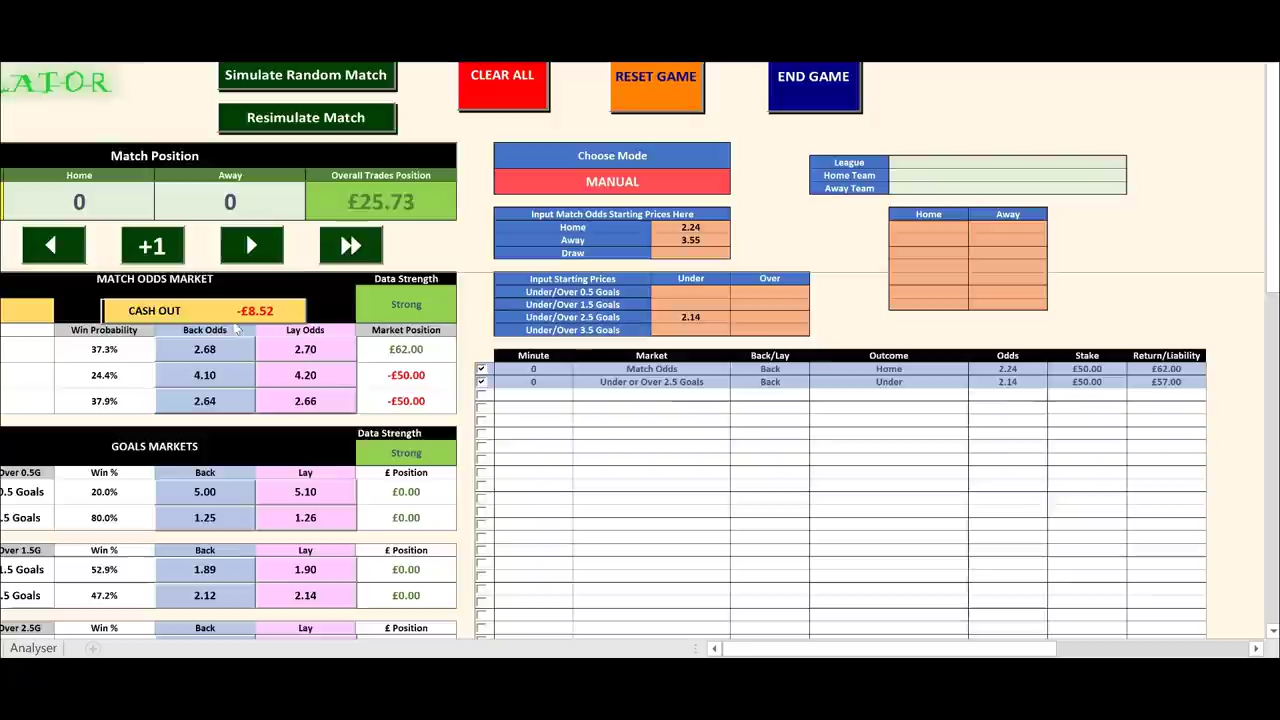 LATOR
Simulate Random Match
Resimulate Match
CLEAR ALL
RESET GAME
END GAME
Match Position
Home Away Overall Trades Position
0 0 £25.73
+1
MATCH ODDS MARKET Data Strength
CASH OUT -£8.52 Strong
Win Probability Back Odds Lay Odds Market Position
37.3% 2.68 2.70 £62.00
24.4% 4.10 4.20 -£50.00
37.9% 2.64 2.66 -£50.00
GOALS MARKETS Data Strength
Strong
Over 0.5G Win % Back Lay £ Position
0.5 Goals 20.0% 5.00 5.10 £0.00
.5 Goals 80.0% 1.25 1.26 £0.00
Over 1.5G Win % Back Lay £ Position
1.5 Goals 52.9% 1.89 1.90 £0.00
.5 Goals 47.2% 2.12 2.14 £0.00
Over 2.5G Win % Back Lay £ Position
Choose Mode
MANUAL
Input Match Odds Starting Prices Here
Home 2.24
Away 3.55
Draw
Input Starting Prices Under Over
Under/Over 0.5 Goals
Under/Over 1.5 Goals
Under/Over 2.5 Goals 2.14
Under/Over 3.5 Goals
League
Home Team
Away Team
Home Away
Minute Market Back/Lay Outcome Odds Stake Return/Liability
0 Match Odds Back Home 2.24 £50.00 £62.00
0 Under or Over 2.5 Goals Back Under 2.14 £50.00 £57.00
Analyser